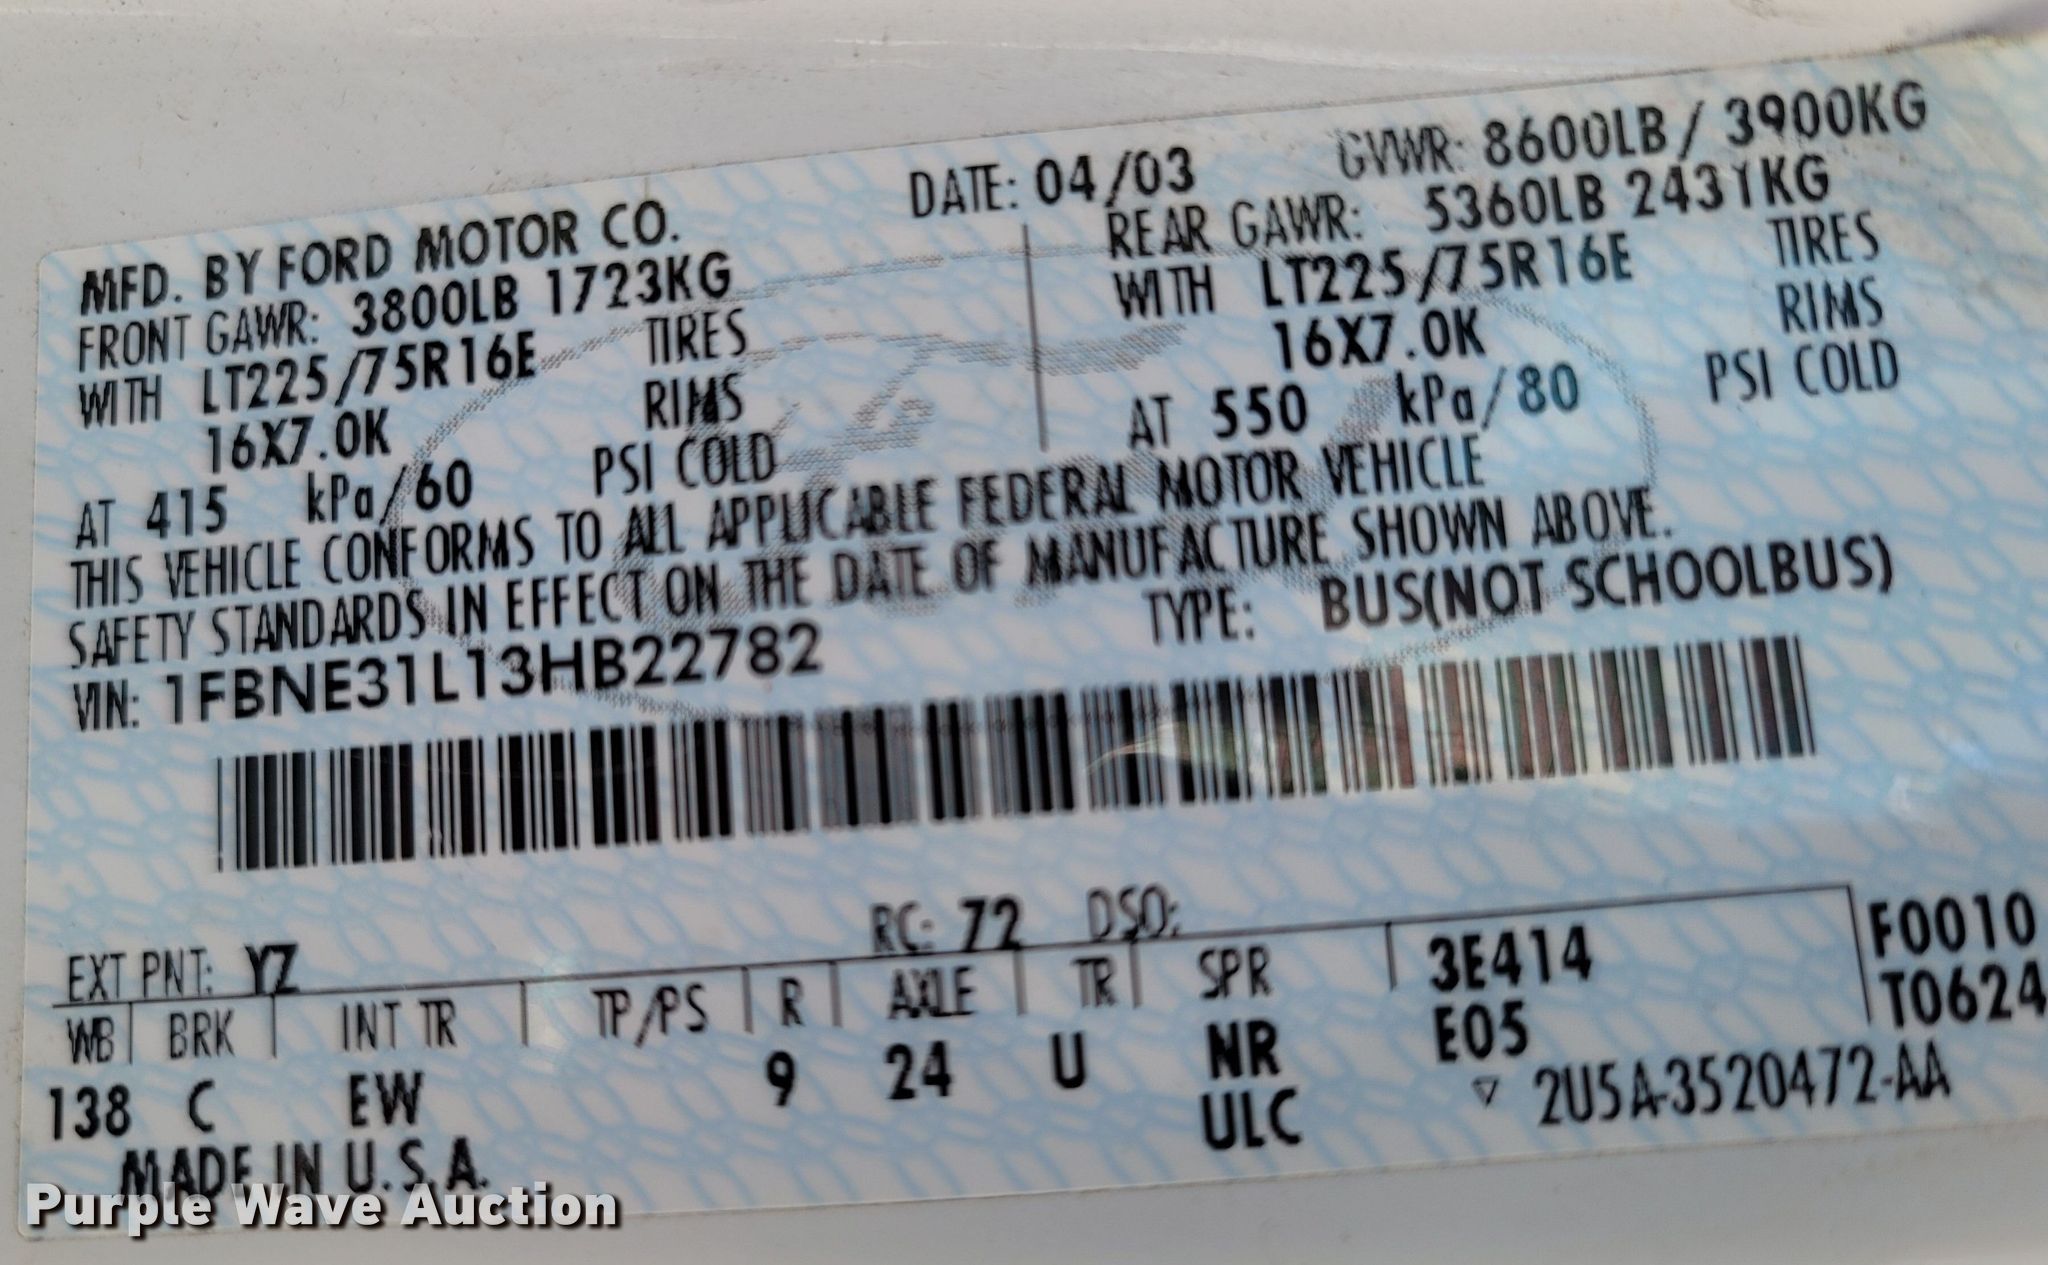 MFD. BY FORD MOTOR CO.
DATE: 04/03
GVWR: 8600LB/ 3900KG
FRONT GAWR: 3800LB 1723KG
WITH LT225/75R16E TIRES
16X7.0K RIMS
AT 415 kPa/60 PSI COLD
REAR GAWR: 5360LB 2431KG
WITH LT225/75R16E TIRES
16X7.0K RIMS
AT 550 kPa/80 PSI COLD
THIS VEHICLE CONFORMS TO ALL APPLICABLE FEDERAL MOTOR VEHICLE
SAFETY STANDARDS IN EFFECT ON THE DATE OF MANUFACTURE SHOWN ABOVE.
VIN: 1FBNE31L13HB22782
TYPE: BUS(NOT SCHOOLBUS)
EXT PNT: YZ
RC: 72 DSO:
WB BRK INT TR TP/PS R AXLE TR SPR
3E414
F0010
138 C EW 9 24 U NR
E05
T0624
ULC
▽ 2U5A-3520472-AA
MADE IN U.S.A.
Purple Wave Auction